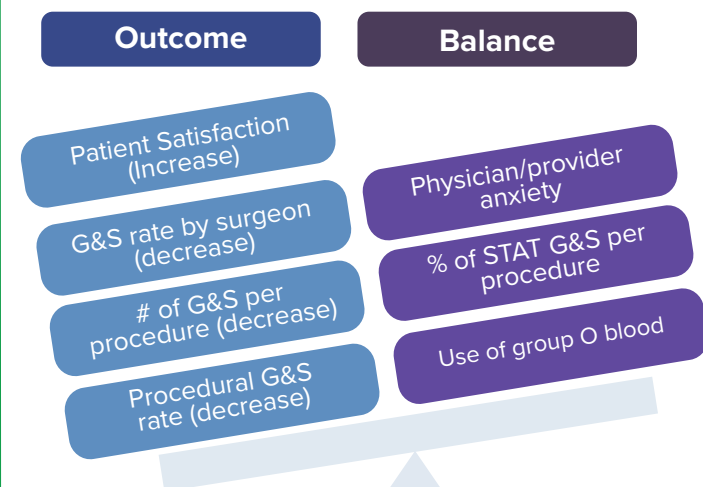 Outcome
Balance
Patient Satisfaction
(Increase)
G&S rate by surgeon
(decrease)
# of G&S per
procedure (decrease)
Procedural G&S
rate (decrease)
Physician/provider
anxiety
% of STAT G&S per
procedure
Use of group O blood